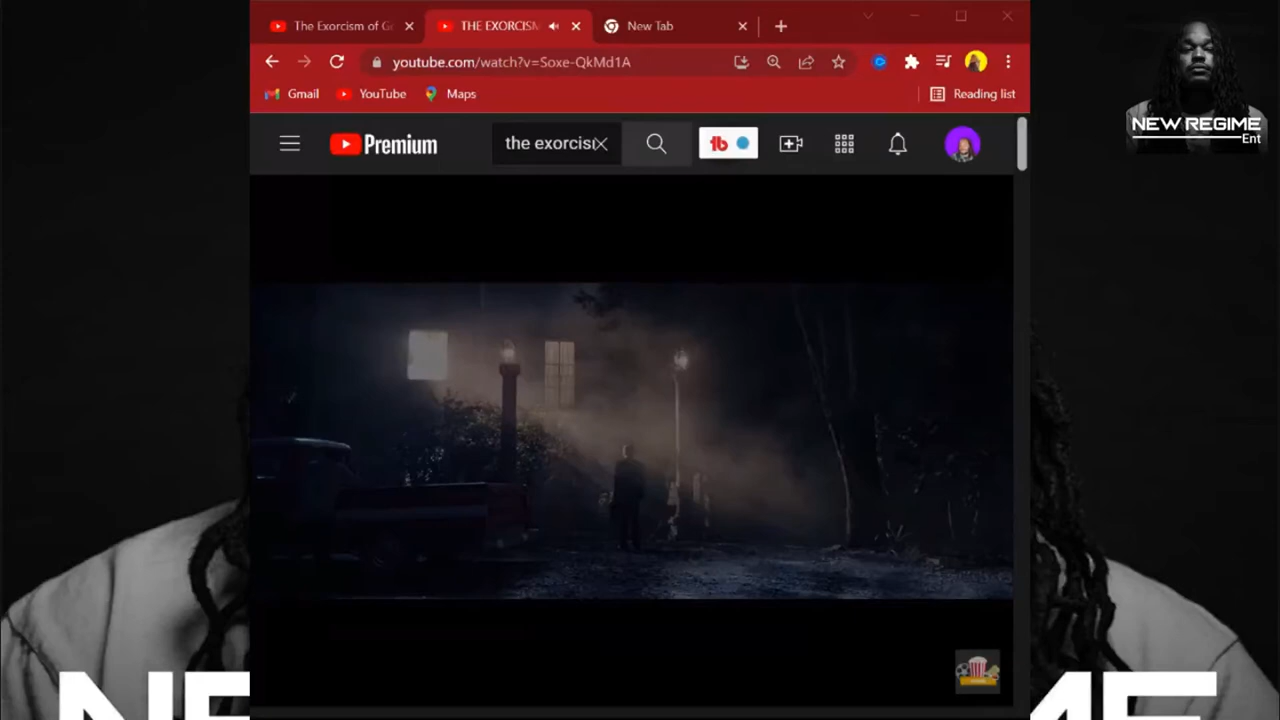 The Exorcism of G
THE EXORCISM
New Tab
youtube.com/watch?v=Soxe-QkMd1A
Gmail
YouTube
Maps
Reading list
Premium
the exorcis
tb
NEW REGIME
Ent